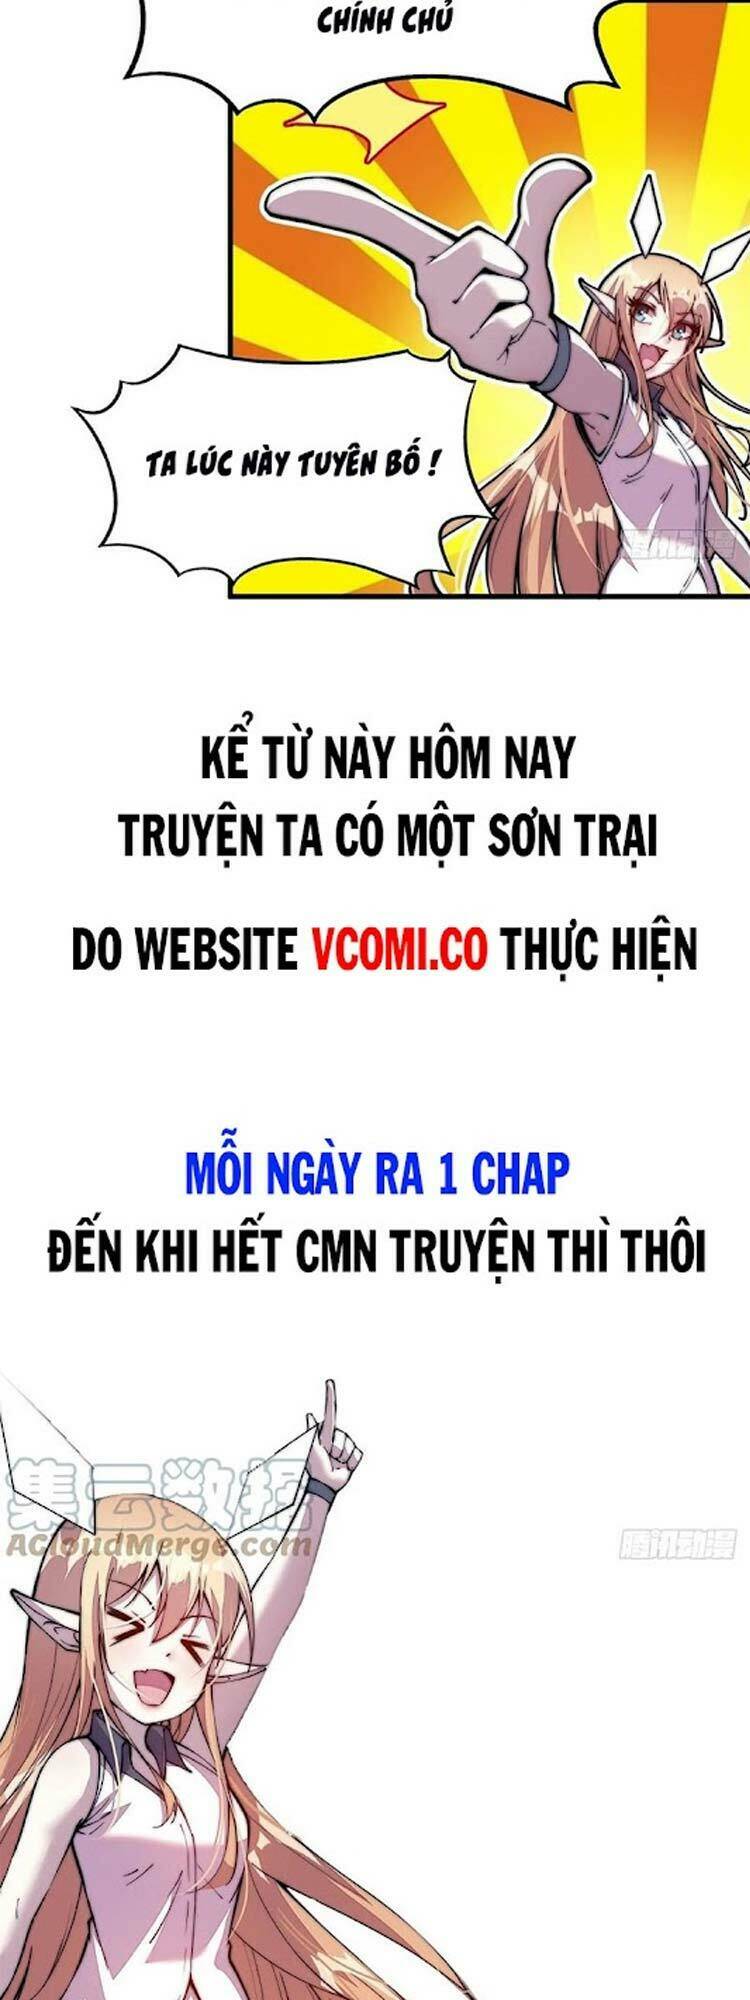 CHÍNH CHỦ
TA LÚC NÀY TUYÊN BỐ !
腾讯动漫
KỂ TỪ NÀY HÔM NAY
TRUYỆN TA CÓ MỘT SƠN TRẠI
DO WEBSITE VCOMI.CO THỰC HIỆN
MỖI NGÀY RA 1 CHAP
ĐẾN KHI HẾT CMN TRUYỆN THÌ THÔI
集云数据
ACloudMerge.com
腾讯动漫